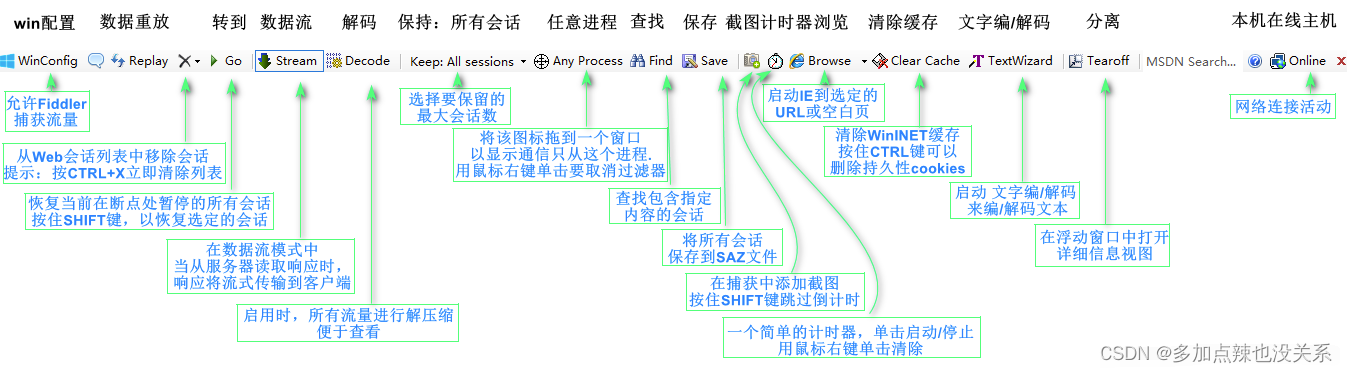 win配置 数据重放 转到 数据流 解码 保持：所有会话 任意进程 查找 保存 截图计时器浏览 清除缓存 文字编/解码 分离 本机在线主机
WinConfig Replay Go Stream Decode Keep: All sessions Any Process Find Save Browse Clear Cache TextWizard Tearoff MSDN Search... Online
允许Fiddler
捕获流量
从Web会话列表中移除会话
提示：按CTRL+X立即清除列表
恢复当前在断点处暂停的所有会话
按住SHIFT键，以恢复选定的会话
在数据流模式中
当从服务器读取响应时，
响应将流式传输到客户端
启用时，所有流量进行解压缩
便于查看
选择要保留的
最大会话数
将该图标拖到一个窗口
以显示通信只从这个进程.
用鼠标右键单击要取消过滤器
查找包含指定
内容的会话
将所有会话
保存到SAZ文件
在捕获中添加截图
按住SHIFT键跳过倒计时
一个简单的计时器，单击启动/停止
用鼠标右键单击清除
启动IE到选定的
URL或空白页
清除WinINET缓存
按住CTRL键可以
删除持久性cookies
启动 文字编/解码
来编/解码文本
在浮动窗口中打开
详细信息视图
网络连接活动
CSDN @多加点辣也没关系